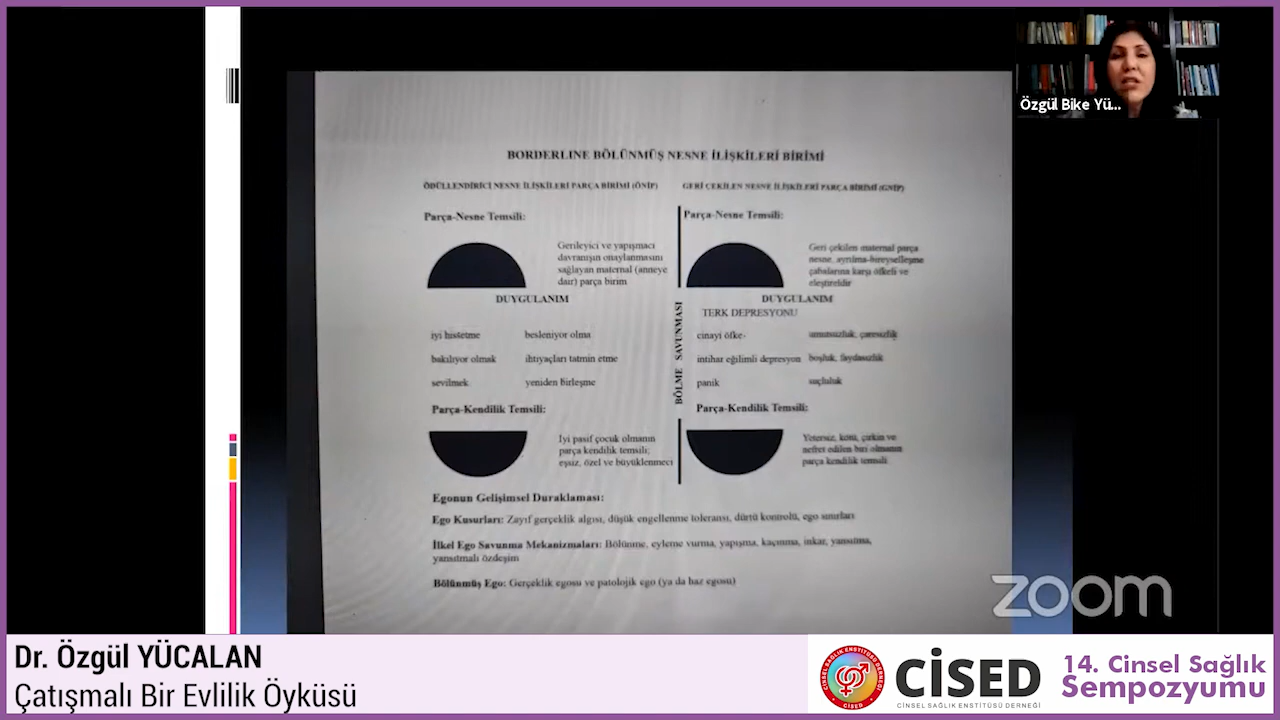 Özgül Bike Yü...
BORDERLINE BÖLÜNMÜŞ NESNE İLİŞKİLERİ BİRİMİ
ÖDÜLLENDİRİCİ NESNE İLİŞKİLERİ PARÇA BİRİMİ (ÖNİP)
GERİ ÇEKİLEN NESNE İLİŞKİLERİ PARÇA BİRİMİ (GNİP)
Parça-Nesne Temsili:
Gerileyici ve yapışmacı
davranışın onaylanmasını
sağlayan maternal (anneye
dair) parça birim
Parça-Nesne Temsili:
Geri çekilen maternal parça
nesne, ayrılma-bireyselleşme
çabalarına karşı öfkeli ve
eleştireldir
DUYGULANIM
iyi hissetme
besleniyor olma
bakılıyor olmak
ihtiyaçları tatmin etme
sevilmek
yeniden birleşme
BÖLME SAVUNMASI
DUYGULANIM
TERK DEPRESYONU
cinayi öfke-
umutsuzluk, çaresizlik
intihar eğilimli depresyon
boşluk, faydasızlık
panik
suçluluk
Parça-Kendilik Temsili:
İyi pasif çocuk olmanın
parça kendilik temsili;
eşsiz, özel ve büyüklenmeci
Parça-Kendilik Temsili:
Yetersiz, kötü, çirkin ve
nefret edilen biri olmanın
parça kendilik temsili
Egonun Gelişimsel Duraklaması:
Ego Kusurları: Zayıf gerçeklik algısı, düşük engellenme toleransı, dürtü kontrolü, ego sınırları
İlkel Ego Savunma Mekanizmaları: Bölünme, eyleme vurma, yapışma, kaçınma, inkar, yansıtma,
yansıtmalı özdeşim
Bölünmüş Ego: Gerçeklik egosu ve patolojik ego (ya da haz egosu)
zoom
Dr. Özgül YÜCALAN
Çatışmalı Bir Evlilik Öyküsü
CİNSEL SAĞLIK ENSTİTÜSÜ DERNEĞİ
CİSED
CİSED
CİNSEL SAĞLIK ENSTİTÜSÜ DERNEĞİ
14. Cinsel Sağlık
Sempozyumu